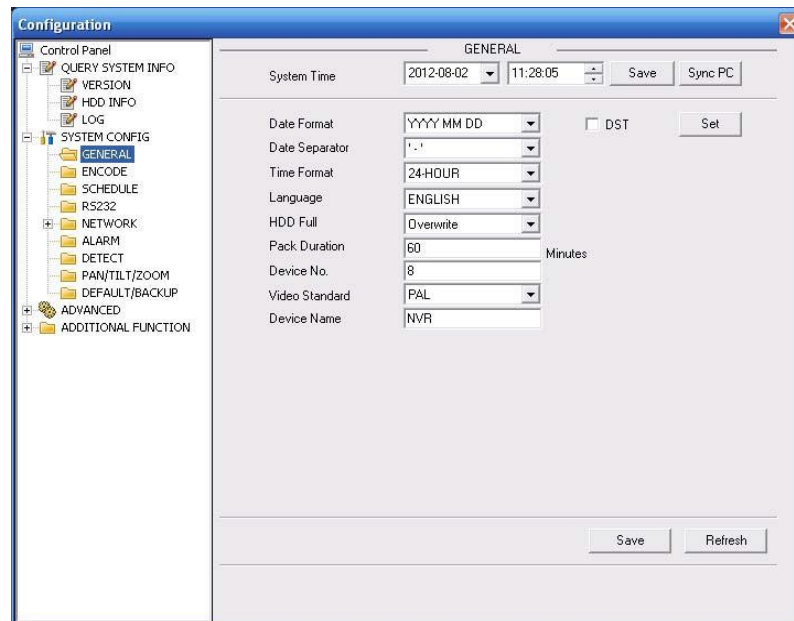 Configuration
Control Panel
QUERY SYSTEM INFO
VERSION
HDD INFO
LOG
SYSTEM CONFIG
GENERAL
ENCODE
SCHEDULE
RS232
NETWORK
ALARM
DETECT
PAN/TILT/ZOOM
DEFAULT/BACKUP
ADVANCED
ADDITIONAL FUNCTION
GENERAL
System Time 2012-08-02 11:28:05 Save Sync PC
Date Format YYYY MM DD DST Set
Date Separator '-'
Time Format 24-HOUR
Language ENGLISH
HDD Full Overwrite
Pack Duration 60 Minutes
Device No. 8
Video Standard PAL
Device Name NVR
Save Refresh